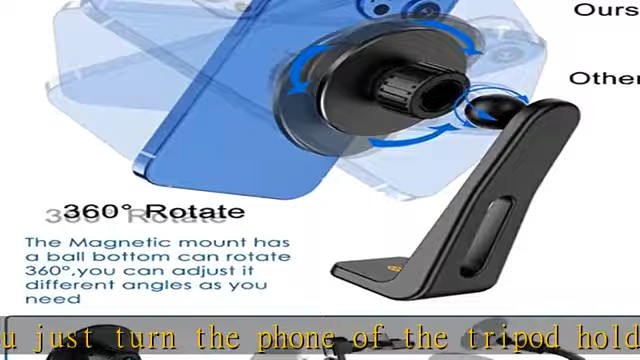 Ours
Other
360° Rotate
The Magnetic mount has
a ball bottom can rotate
360°,you can adjust it
different angles as you
need
u just turn the phone of the tripod hold